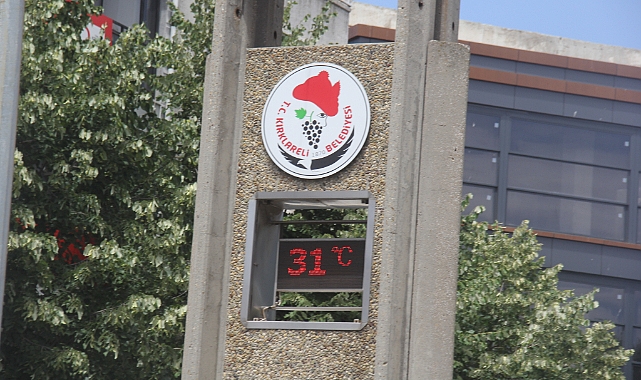 T.C. KIRKLARELİ BELEDİYESİ
31 °C